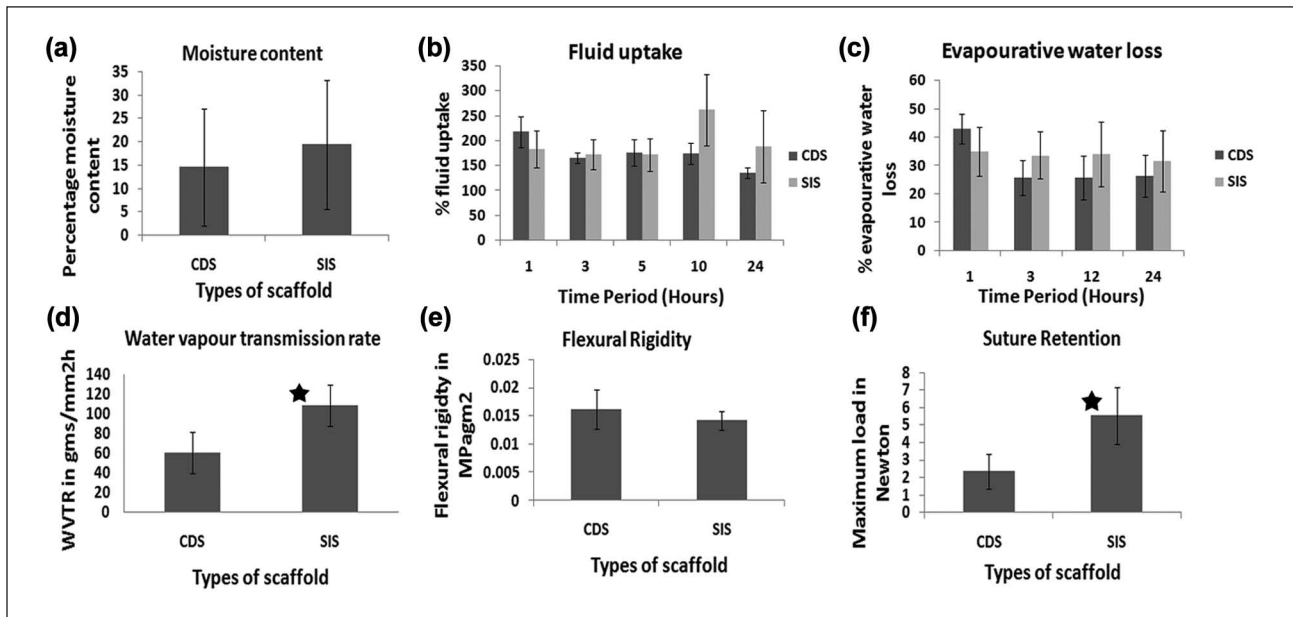 (a)
Moisture content
Percentage moisture
content
35
30
25
20
15
10
5
0
CDS SIS
Types of scaffold
(b)
Fluid uptake
% fluid uptake
350
300
250
200
150
100
50
0
1 3 5 10 24
Time Period (Hours)
CDS
SIS
(c)
Evapourative water loss
% evapourative water
loss
60
50
40
30
20
10
0
1 3 12 24
Time Period (Hours)
CDS
SIS
(d)
Water vapour transmission rate
WVTR in gms/mm2h
140
120
100
80
60
40
20
0
CDS SIS
Types of scaffold
(e)
Flexural Rigidity
Flexural rigidty in
MPagm2
0.025
0.02
0.015
0.01
0.005
0
CDS SIS
Types of scaffold
(f)
Suture Retention
Maximum load in
Newton
8
7
6
5
4
3
2
1
0
CDS SIS
Types of scaffold